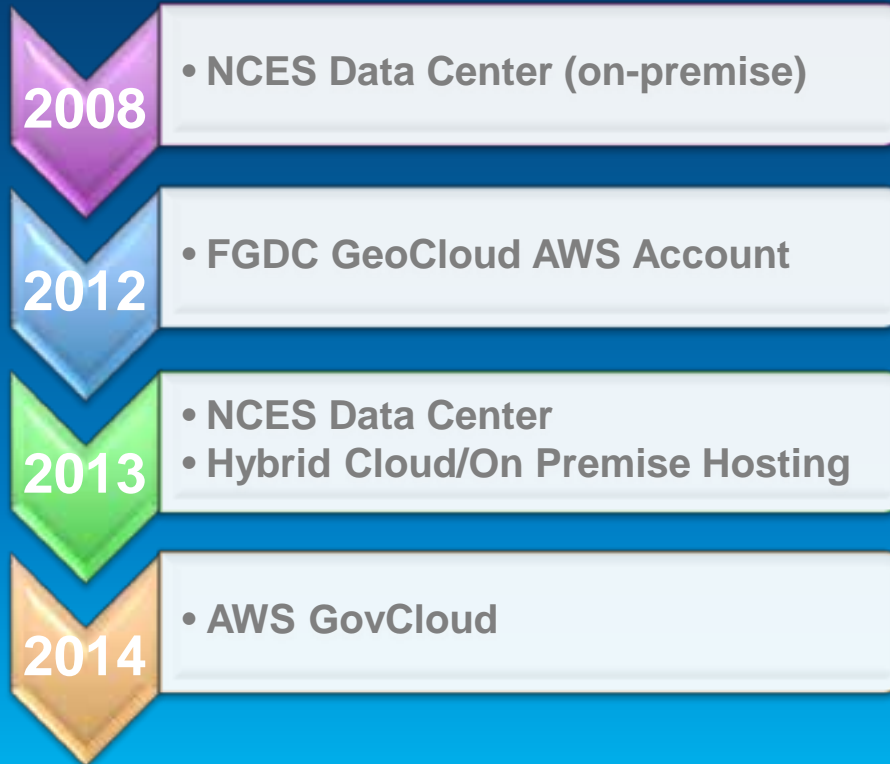 2008
• NCES Data Center (on-premise)
2012
• FGDC GeoCloud AWS Account
2013
• NCES Data Center
• Hybrid Cloud/On Premise Hosting
2014
• AWS GovCloud